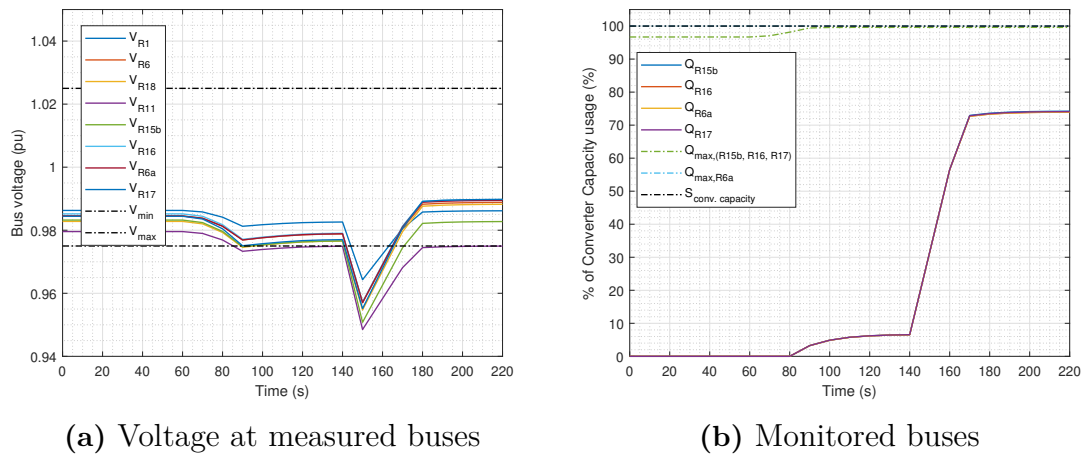 1.04
1.02
1
0.98
0.96
0.94
Bus voltage (pu)
V_R1
V_R6
V_R18
V_R11
V_R15b
V_R16
V_R6a
V_R17
V_min
V_max
0 20 40 60 80 100 120 140 160 180 200 220
Time (s)
(a) Voltage at measured buses
100
90
80
70
60
50
40
30
20
10
0
% of Converter Capacity usage (%)
Q_R15b
Q_R16
Q_R6a
Q_R17
Q_max,(R15b, R16, R17)
Q_max,R6a
S_conv. capacity
0 20 40 60 80 100 120 140 160 180 200 220
Time (s)
(b) Monitored buses